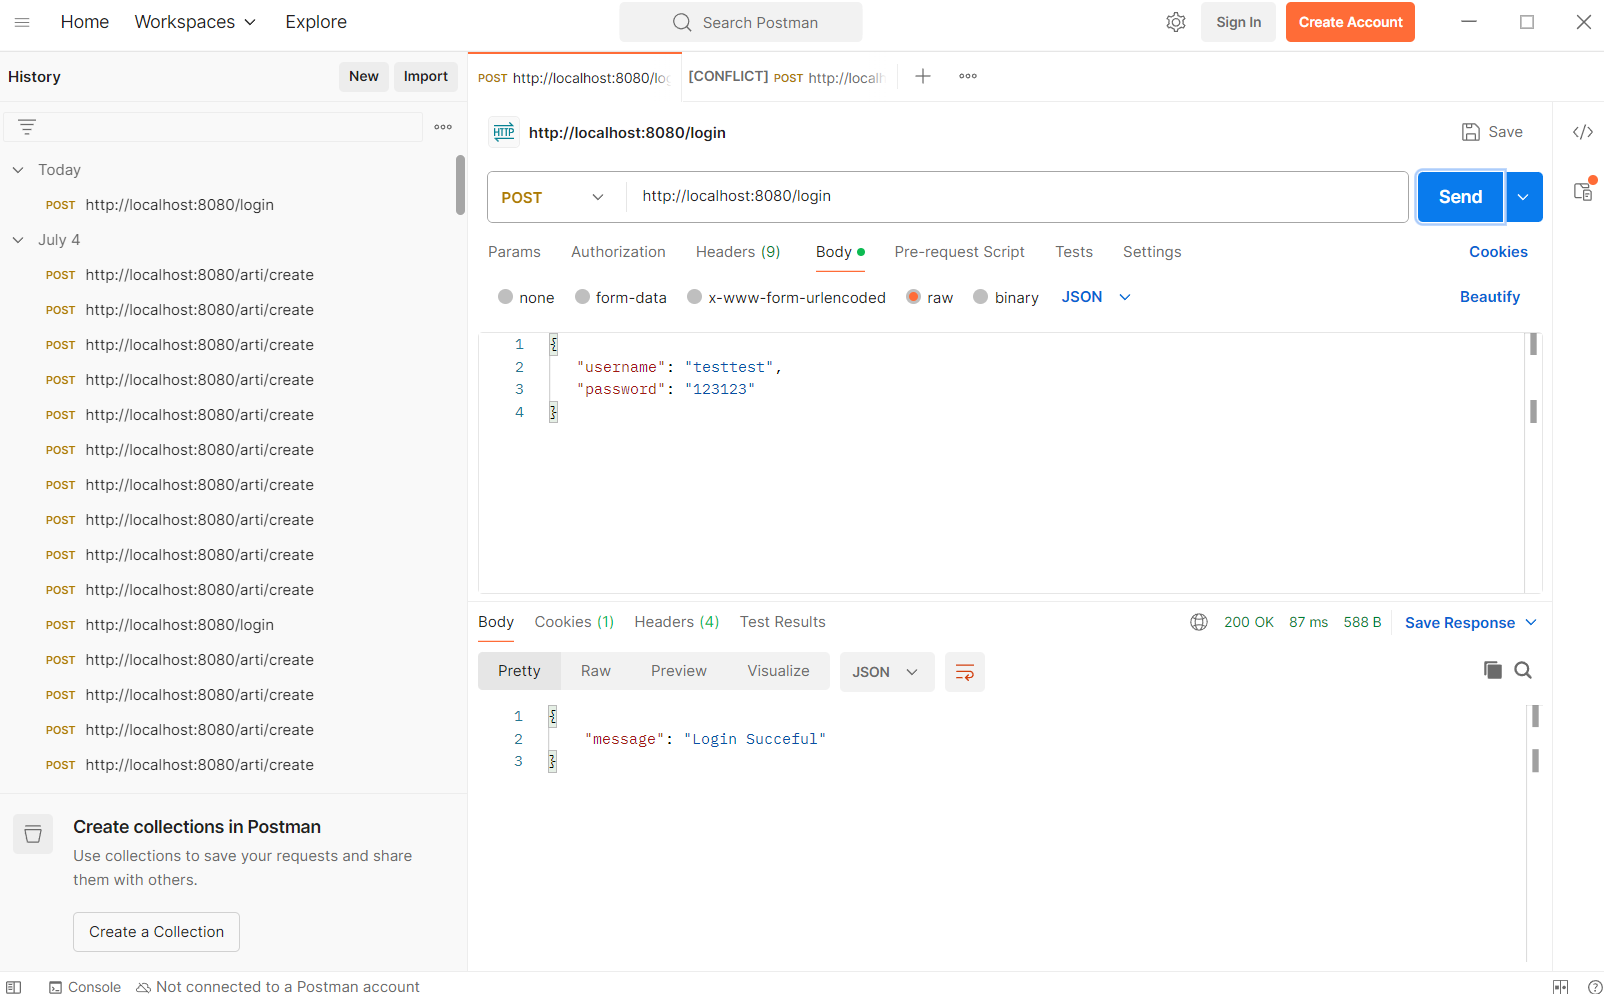 Home Workspaces Explore Search Postman Sign In Create Account
History New Import
POST http://localhost:8080/log [CONFLICT] POST http://localh
HTTP http://localhost:8080/login Save
Today
POST http://localhost:8080/login
July 4
POST http://localhost:8080/arti/create
POST http://localhost:8080/arti/create
POST http://localhost:8080/arti/create
POST http://localhost:8080/arti/create
POST http://localhost:8080/arti/create
POST http://localhost:8080/arti/create
POST http://localhost:8080/arti/create
POST http://localhost:8080/arti/create
POST http://localhost:8080/arti/create
POST http://localhost:8080/arti/create
POST http://localhost:8080/login
POST http://localhost:8080/arti/create
POST http://localhost:8080/arti/create
POST http://localhost:8080/arti/create
POST http://localhost:8080/arti/create
Create collections in Postman
Use collections to save your requests and share
them with others.
Create a Collection
POST http://localhost:8080/login Send
Params Authorization Headers (9) Body Pre-request Script Tests Settings Cookies
none form-data x-www-form-urlencoded raw binary JSON Beautify
1 {
2 "username": "testtest",
3 "password": "123123"
4 }
Body Cookies (1) Headers (4) Test Results 200 OK 87 ms 588 B Save Response
Pretty Raw Preview Visualize JSON
1 {
2 "message": "Login Succeful"
3 }
Console Not connected to a Postman account